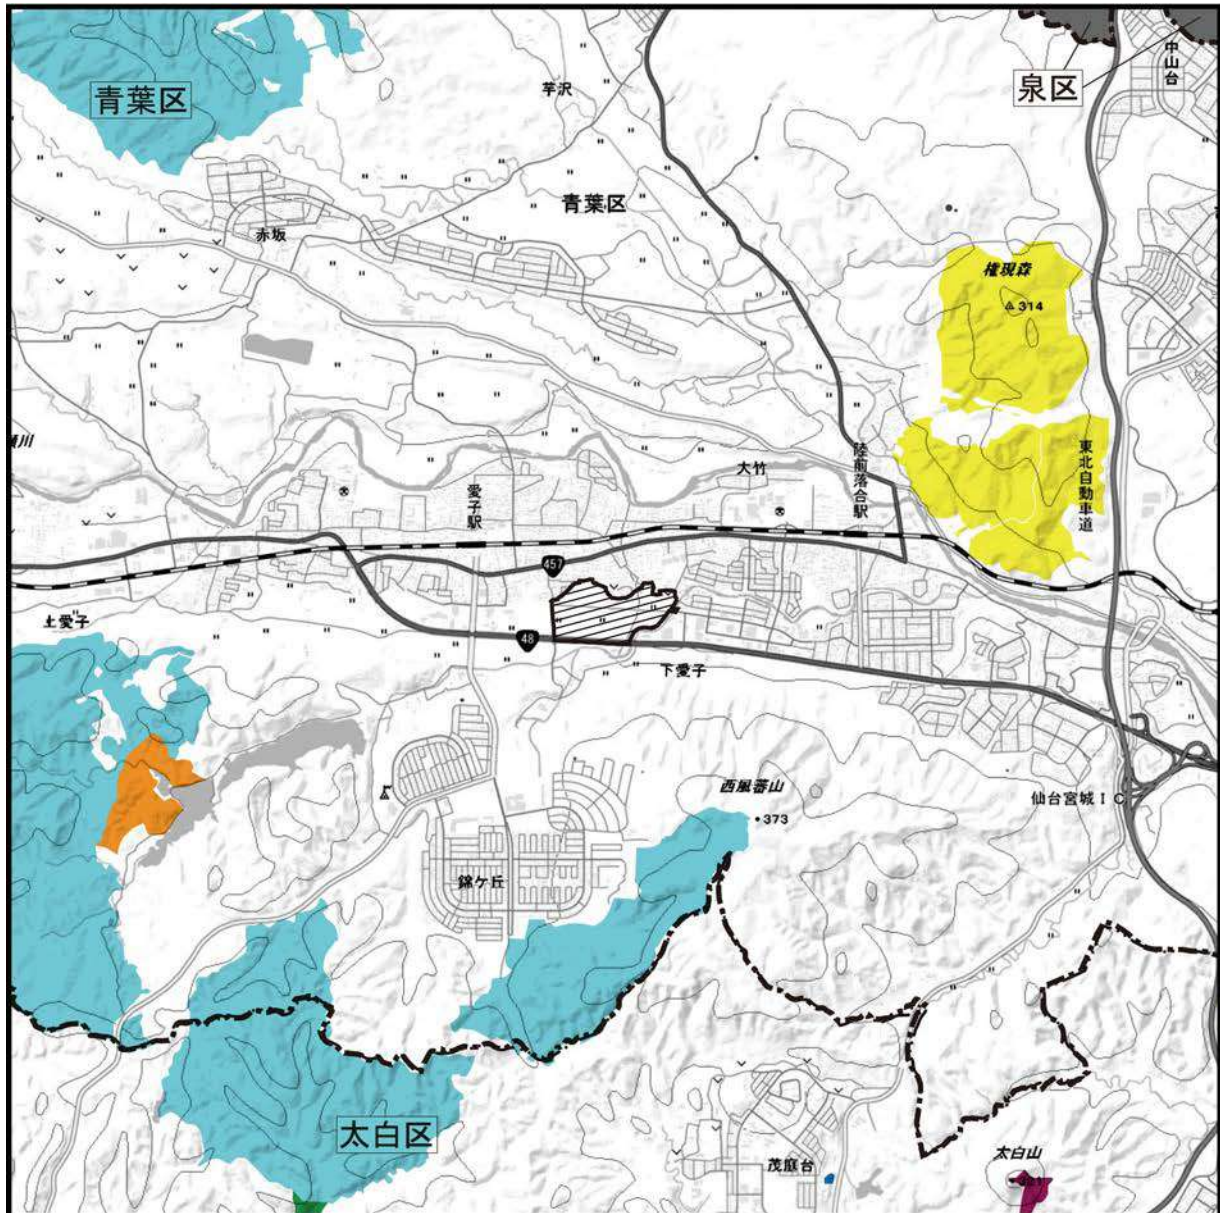 中山台
泉区
青葉区
芋沢
青葉区
赤坂
権現森
314
瀬川
東北自動車道
陸前落合駅
大竹
愛子駅
457
上愛子
48
下愛子
西風蕃山
373
仙台宮城IC
錦ケ丘
太白区
茂庭台
太白山